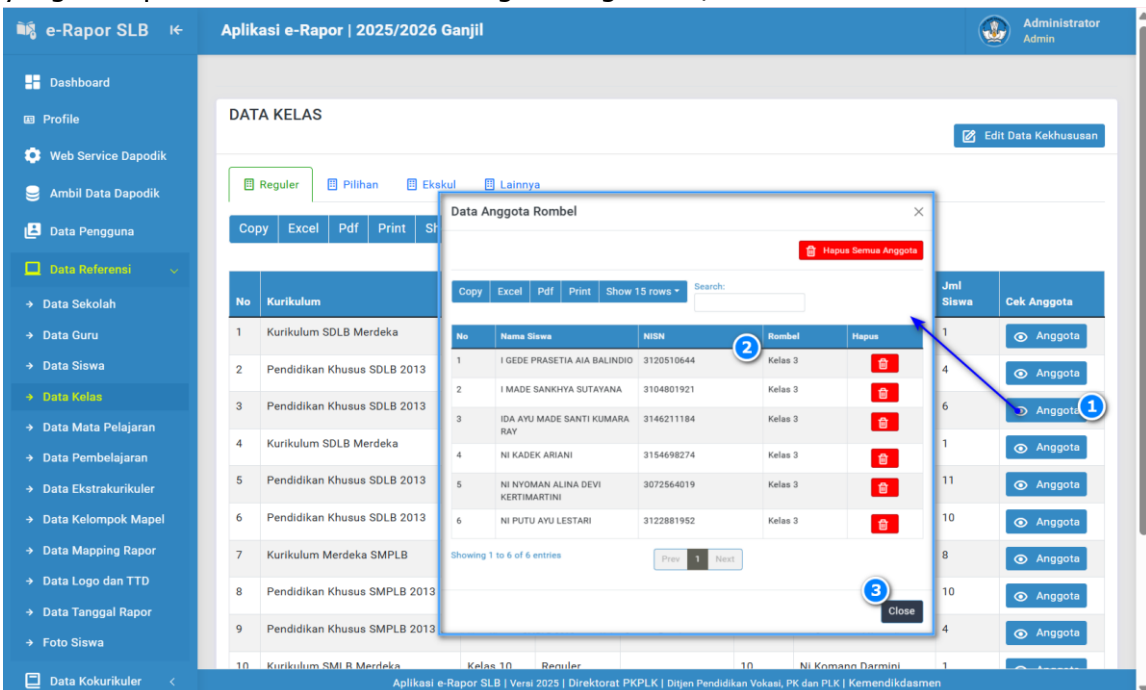 e-Rapor SLB
Aplikasi e-Rapor | 2025/2026 Ganjil
Administrator
Admin
Dashboard
Profile
Web Service Dapodik
Ambil Data Dapodik
Data Pengguna
Data Referensi
Data Sekolah
Data Guru
Data Siswa
Data Kelas
Data Mata Pelajaran
Data Pembelajaran
Data Ekstrakurikuler
Data Kelompok Mapel
Data Mapping Rapor
Data Logo dan TTD
Data Tanggal Rapor
Foto Siswa
Data Kokurikuler
DATA KELAS
Edit Data Kekhususan
Reguler Pilihan Ekskul Lainnya
Copy Excel Pdf Print
No Kurikulum Jml Siswa Cek Anggota
1 Kurikulum SDLB Merdeka 1 Anggota
2 Pendidikan Khusus SDLB 2013 4 Anggota
3 Pendidikan Khusus SDLB 2013 6 Anggota 1
4 Kurikulum SDLB Merdeka 1 Anggota
5 Pendidikan Khusus SDLB 2013 11 Anggota
6 Pendidikan Khusus SDLB 2013 10 Anggota
7 Kurikulum Merdeka SMPLB 8 Anggota
8 Pendidikan Khusus SMPLB 2013 10 Anggota
9 Pendidikan Khusus SMPLB 2013 4 Anggota
10 Kurikulum SMLB Merdeka Kelas 10 Reguler 10 Ni Komang Darmini 1 Anggota
Data Anggota Rombel
Hapus Semua Anggota
Copy Excel Pdf Print Show 15 rows Search:
No Nama Siswa NISN 2 Rombel Hapus
1 I GEDE PRASETIA AIA BALINDIO 3120510644 Kelas 3
2 I MADE SANKHYA SUTAYANA 3104801921 Kelas 3
3 IDA AYU MADE SANTI KUMARA 3146211184 Kelas 3
RAY
4 NI KADEK ARIANI 3154698274 Kelas 3
5 NI NYOMAN ALINA DEVI 3072564019 Kelas 3
KERTIMARTINI
6 NI PUTU AYU LESTARI 3122881952 Kelas 3
Showing 1 to 6 of 6 entries Prev 1 Next
3
Close
Aplikasi e-Rapor SLB | Versi 2025 | Direktorat PKPLK | Ditjen Pendidikan Vokasi, PK dan PLK | Kemendikdasmen